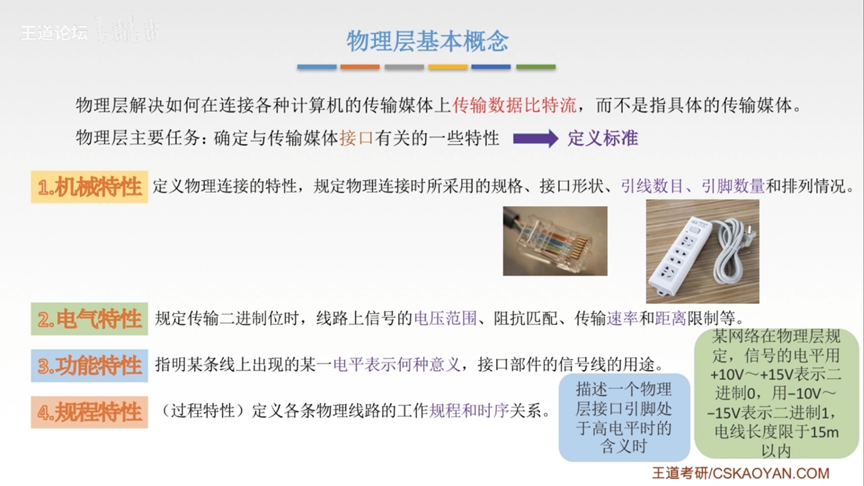 王道论坛
物理层基本概念
物理层解决如何在连接各种计算机的传输媒体上传输数据比特流，而不是指具体的传输媒体。
物理层主要任务：确定与传输媒体接口有关的一些特性
定义标准
1.机械特性
定义物理连接的特性，规定物理连接时所采用的规格、接口形状、引线数目、引脚数量和排列情况。
2.电气特性
规定传输二进制位时，线路上信号的电压范围、阻抗匹配、传输速率和距离限制等。
3.功能特性
指明某条线上出现的某一电平表示何种意义，接口部件的信号线的用途。
4.规程特性
（过程特性）定义各条物理线路的工作规程和时序关系。
描述一个物理
层接口引脚处
于高电平时的
含义时
某网络在物理层规
定，信号的电平用
+10V～+15V表示二
进制0，用−10V～
−15V表示二进制1，
电线长度限于15m
以内
王道考研/CSKAOYAN.COM